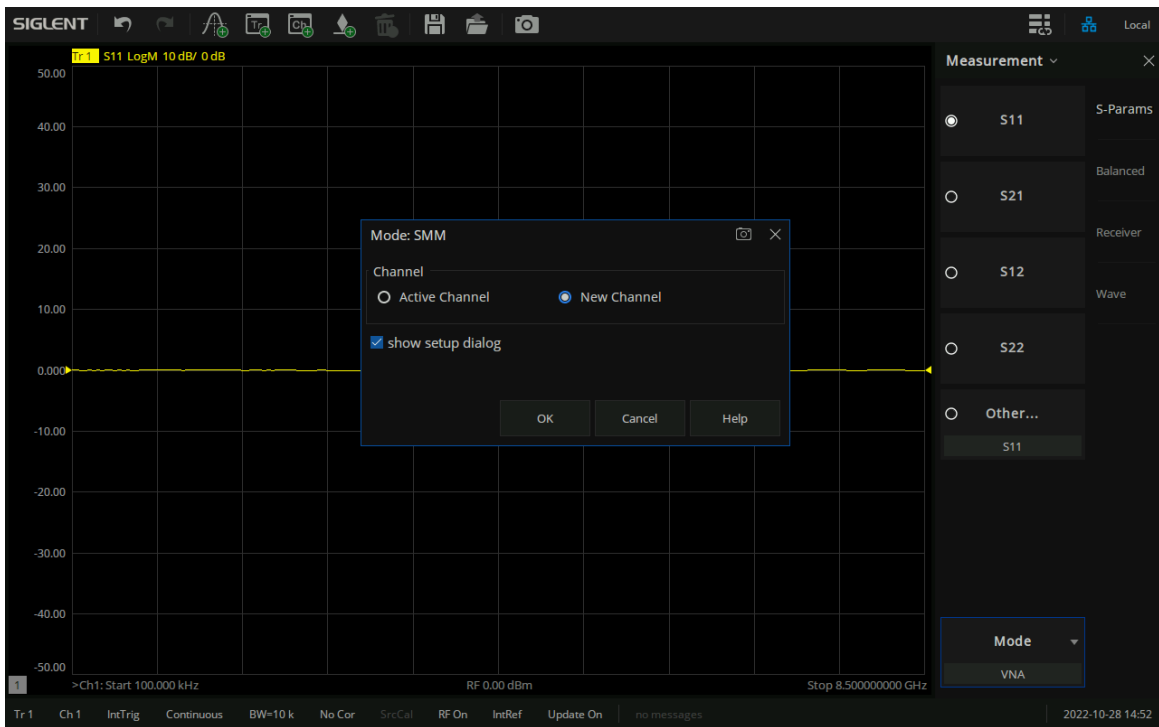 SIGLENT Tr Ch Local
Tr 1 S11 LogM 10 dB/ 0 dB
50.00
40.00
30.00
20.00
10.00
0.000
-10.00
-20.00
-30.00
-40.00
-50.00
1 >Ch1: Start 100.000 kHz RF 0.00 dBm Stop 8.500000000 GHz
Mode: SMM
Channel
Active Channel New Channel
show setup dialog
OK Cancel Help
Measurement
S11
S21
S12
S22
Other...
S11
S-Params
Balanced
Receiver
Wave
Mode
VNA
Tr 1 Ch 1 IntTrig Continuous BW=10 k No Cor SrcCal RF On IntRef Update On no messages 2022-10-28 14:52